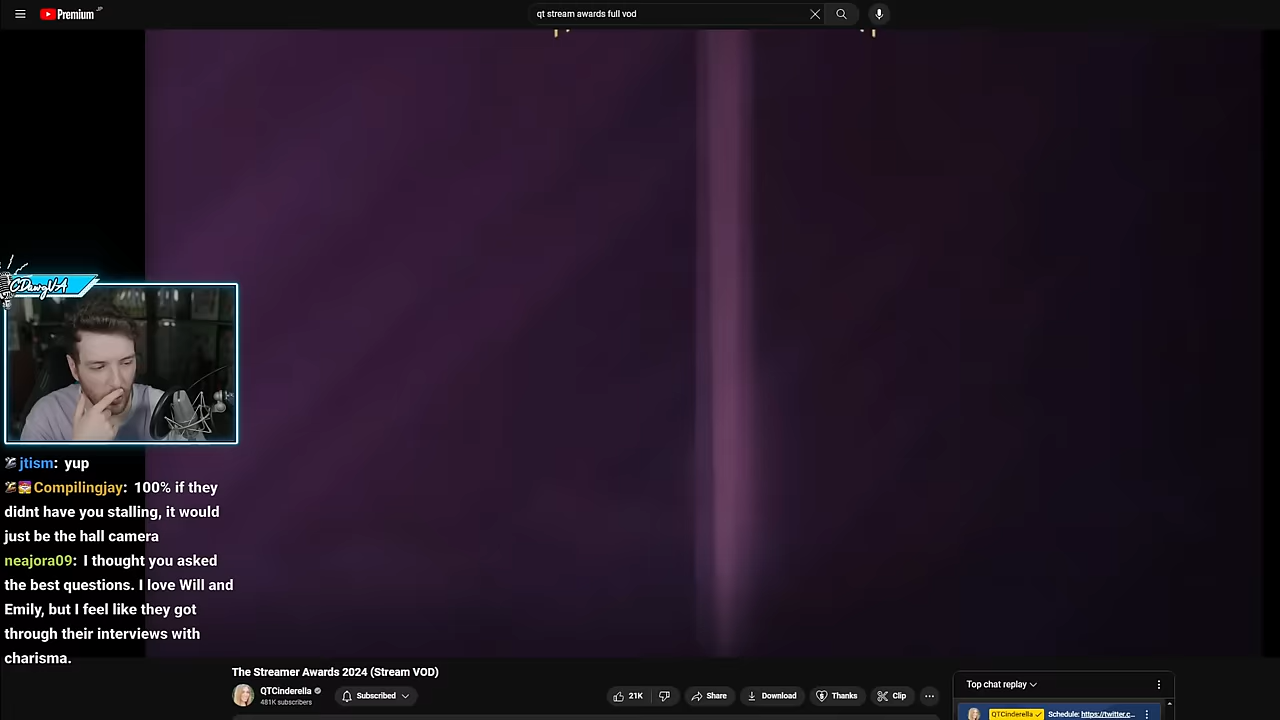 Premium JP
qt stream awards full vod
CDawgVA
jtism: yup
Compilingjay: 100% if they
didnt have you stalling, it would
just be the hall camera
neajora09: I thought you asked
the best questions. I love Will and
Emily, but I feel like they got
through their interviews with
charisma.
The Streamer Awards 2024 (Stream VOD)
QTCinderella
481K subscribers
Subscribed
21K
Share
Download
Thanks
Clip
Top chat replay
QTCinderella Schedule: https://twitter.c...